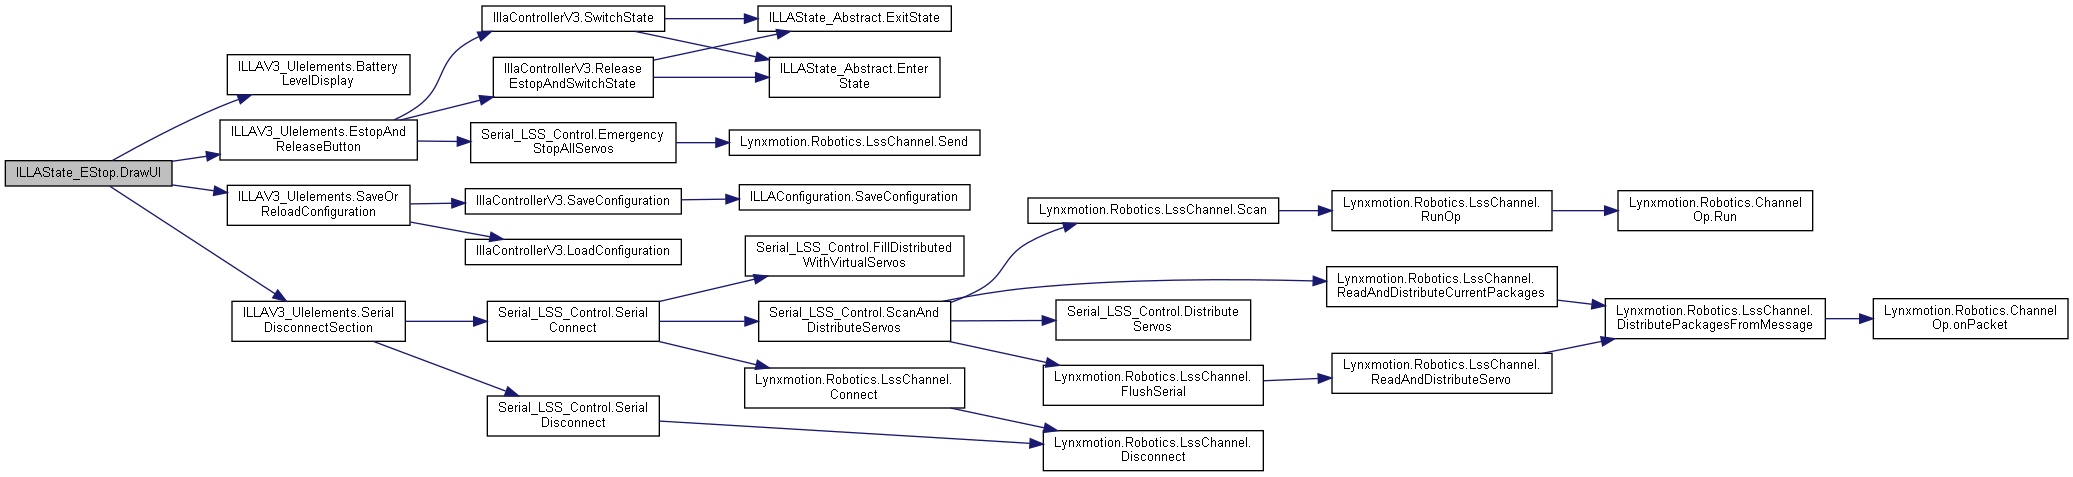 ILLAState_EStop.DrawUI
ILLAV3_UIelements.Battery
LevelDisplay
ILLAV3_UIelements.EstopAnd
ReleaseButton
ILLAV3_UIelements.SaveOr
ReloadConfiguration
ILLAV3_UIelements.Serial
DisconnectSection
IllaControllerV3.SwitchState
IllaControllerV3.Release
EstopAndSwitchState
Serial_LSS_Control.Emergency
StopAllServos
IllaControllerV3.SaveConfiguration
IllaControllerV3.LoadConfiguration
Serial_LSS_Control.Serial
Connect
Serial_LSS_Control.Serial
Disconnect
ILLAState_Abstract.ExitState
ILLAState_Abstract.Enter
State
Lynxmotion.Robotics.LssChannel.Send
ILLAConfiguration.SaveConfiguration
Serial_LSS_Control.FillDistributed
WithVirtualServos
Serial_LSS_Control.ScanAnd
DistributeServos
Lynxmotion.Robotics.LssChannel.
Connect
Lynxmotion.Robotics.LssChannel.Scan
Serial_LSS_Control.Distribute
Servos
Lynxmotion.Robotics.LssChannel.
FlushSerial
Lynxmotion.Robotics.LssChannel.
Disconnect
Lynxmotion.Robotics.LssChannel.
RunOp
Lynxmotion.Robotics.LssChannel.
ReadAndDistributeCurrentPackages
Lynxmotion.Robotics.LssChannel.
ReadAndDistributeServo
Lynxmotion.Robotics.Channel
Op.Run
Lynxmotion.Robotics.LssChannel.
DistributePackagesFromMessage
Lynxmotion.Robotics.Channel
Op.onPacket